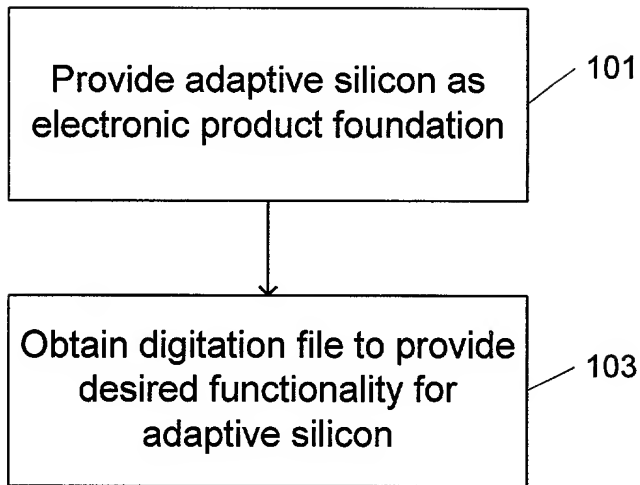 Provide adaptive silicon as
electronic product foundation
101
Obtain digitation file to provide
desired functionality for
adaptive silicon
103